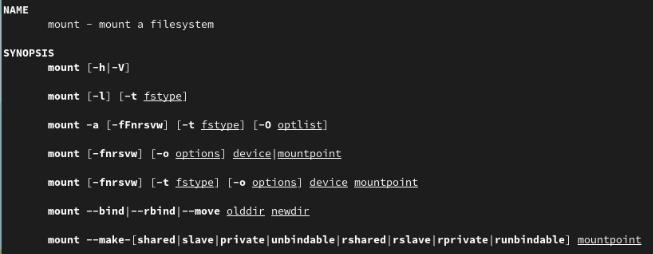 NAME
mount - mount a filesystem
SYNOPSIS
mount [-h|-V]
mount [-l] [-t fstype]
mount -a [-fFnrsvw] [-t fstype] [-O optlist]
mount [-fnrsvw] [-o options] device|mountpoint
mount [-fnrsvw] [-t fstype] [-o options] device mountpoint
mount --bind|--rbind|--move olddir newdir
mount --make-[shared|slave|private|unbindable|rshared|rslave|rprivate|runbindable] mountpoint